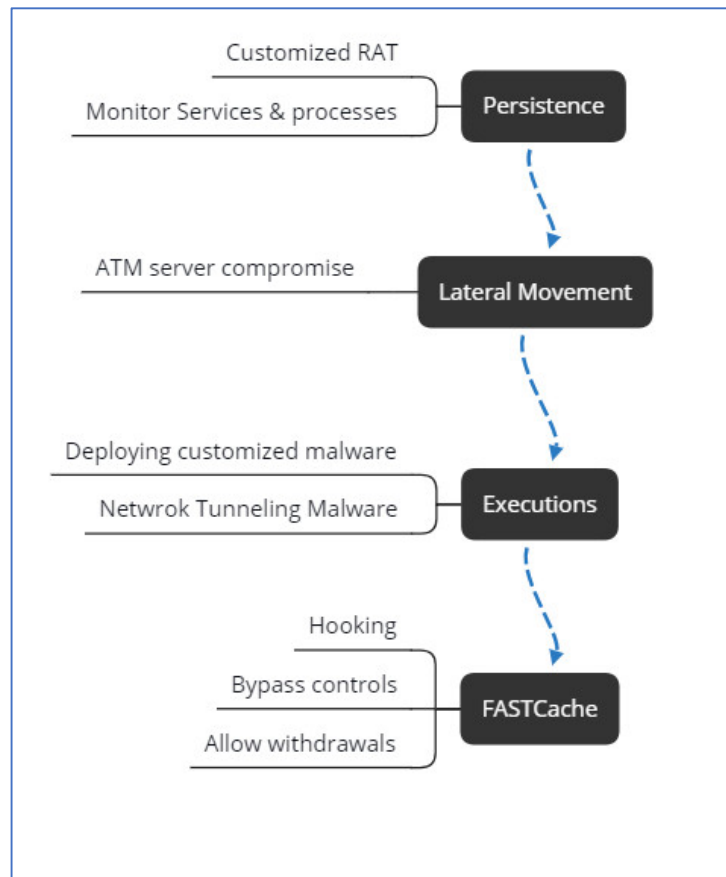 Customized RAT
Monitor Services & processes
Persistence
ATM server compromise
Lateral Movement
Deploying customized malware
Netwrok Tunneling Malware
Executions
Hooking
Bypass controls
Allow withdrawals
FASTCache